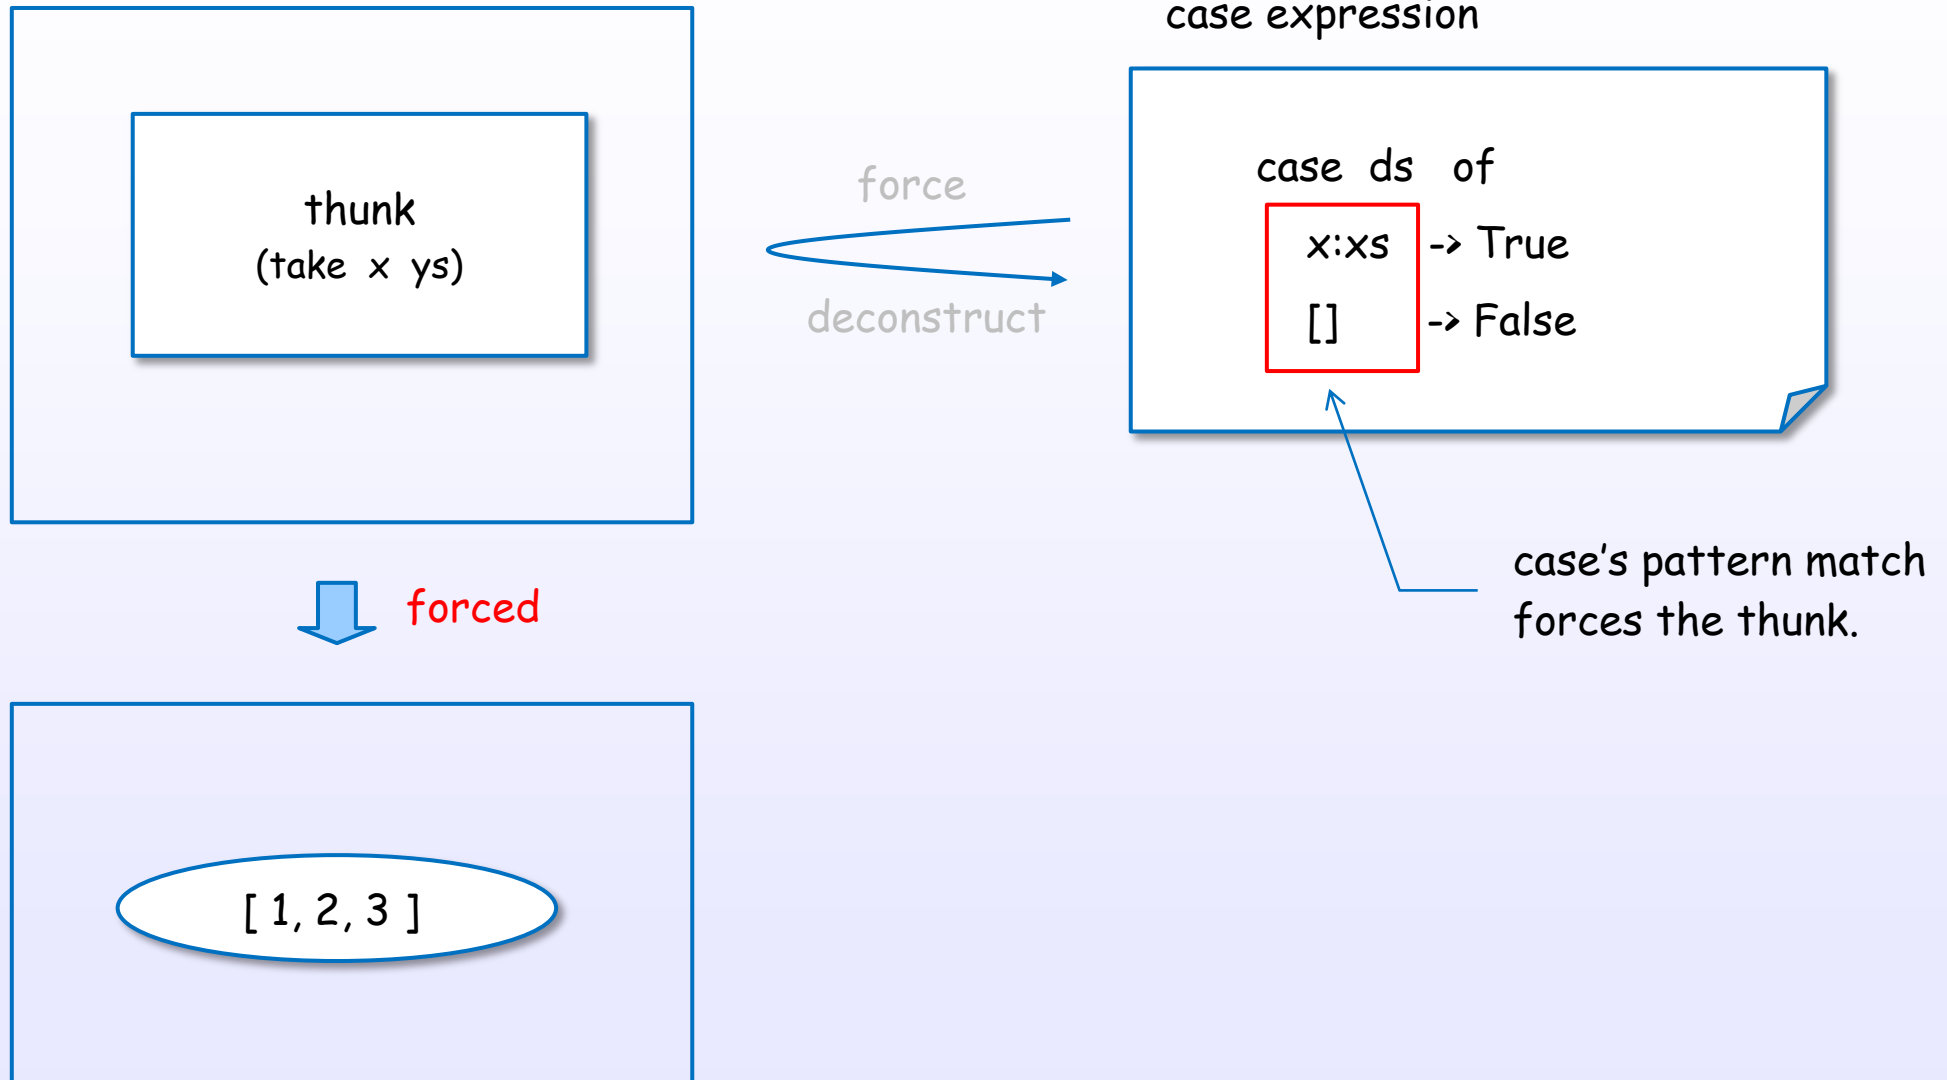 case expression
thunk
(take x ys)
force
deconstruct
case ds of
x:xs -> True
[] -> False
case's pattern match
forces the thunk.
forced
[ 1, 2, 3 ]